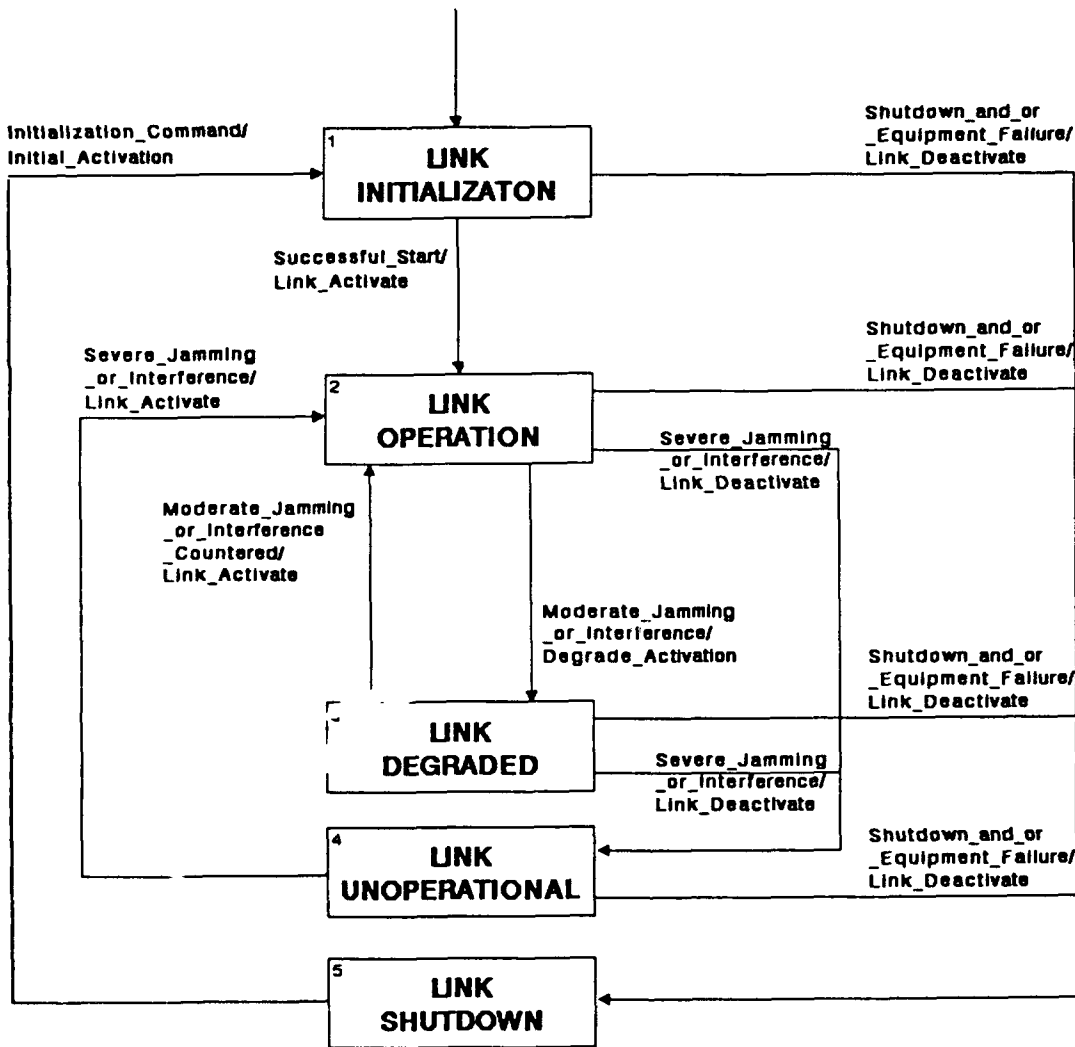 Initialization_Command/
Initial_Activation
Shutdown_and_or
_Equipment_Failure/
Link_Deactivate
1
LINK
INITIALIZATON
Successful_Start/
Link_Activate
Severe_Jamming
_or_Interference/
Link_Activate
Shutdown_and_or
_Equipment_Failure/
Link_Deactivate
2
LINK
OPERATION
Severe_Jamming
_or_Interference/
Link_Deactivate
Moderate_Jamming
_or_Interference
_Countered/
Link_Activate
Moderate_Jamming
_or_Interference/
Degrade_Activation
Shutdown_and_or
_Equipment_Failure/
Link_Deactivate
LINK
DEGRADED
Severe_Jamming
_or_Interference/
Link_Deactivate
4
LINK
UNOPERATIONAL
Shutdown_and_or
_Equipment_Failure/
Link_Deactivate
5
LINK
SHUTDOWN